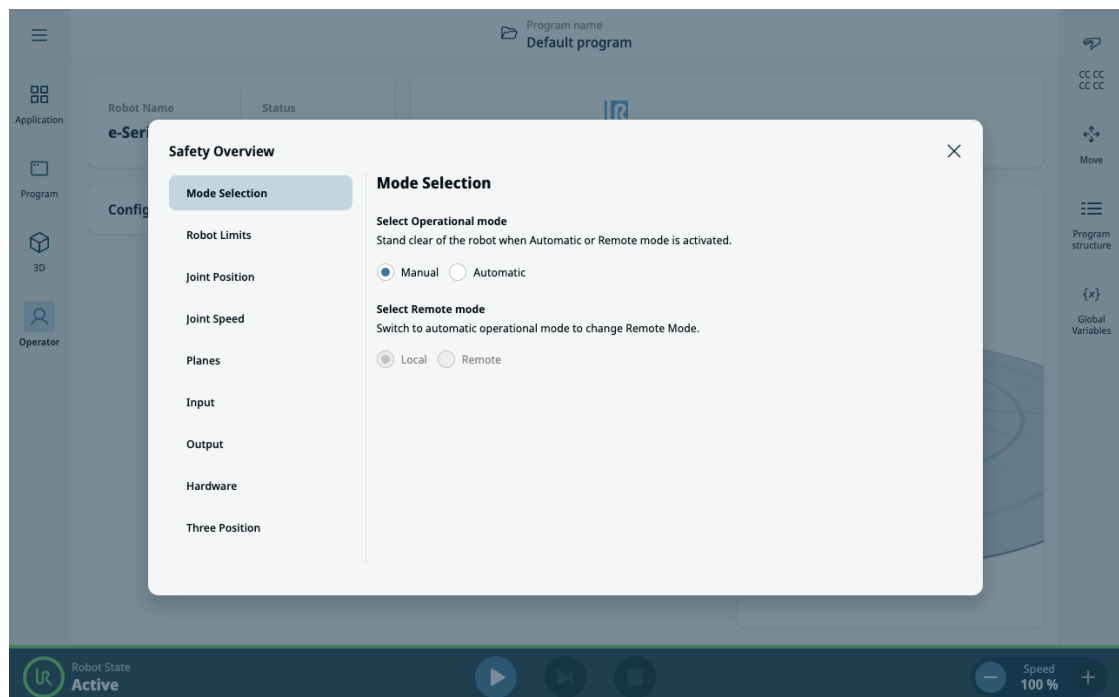 Program name
Default program
Application
Program
3D
Operator
Robot Name
Status
e-Seri
Config
Safety Overview
Mode Selection
Robot Limits
Joint Position
Joint Speed
Planes
Input
Output
Hardware
Three Position
Mode Selection
Select Operational mode
Stand clear of the robot when Automatic or Remote mode is activated.
Manual Automatic
Select Remote mode
Switch to automatic operational mode to change Remote Mode.
Local Remote
CC CC
CC CC
Move
Program
structure
{x}
Global
Variables
UR
Robot State
Active
Speed
100 %